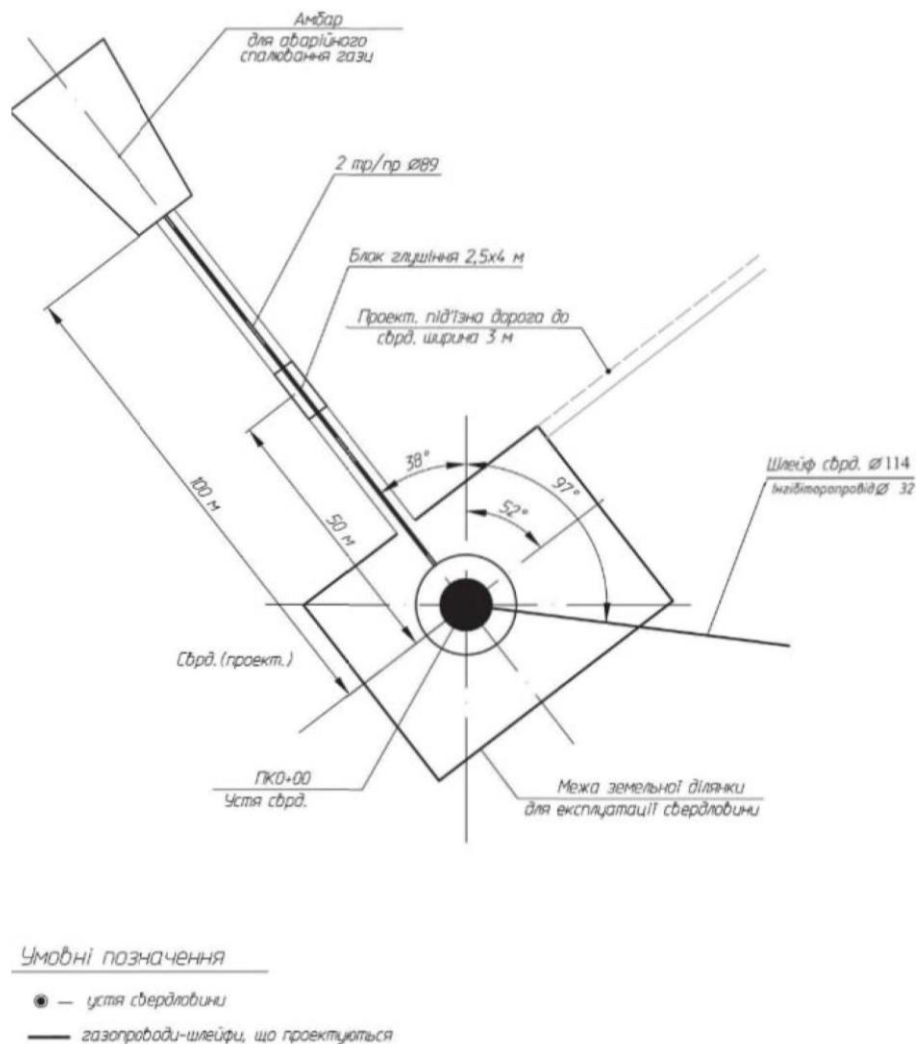 Амбар
для аварійного
спалювання гази
2 тр/пр Ø89
Блок глушіння 2,5х4 м
Проект. під'їзна дорога до
сврд. ширина 3 м
38°
97°
52°
Шлейф сврд. Ø114
Інгібіторопровід Ø 32
100 м
50 м
Сврд. (проект.)
ПК0+00
Устя сврд.
Межа земельної ділянки
для експлуатації свердловини
Умовні позначення
— устя свердловини
газопроводи-шлейфи, що проектуються